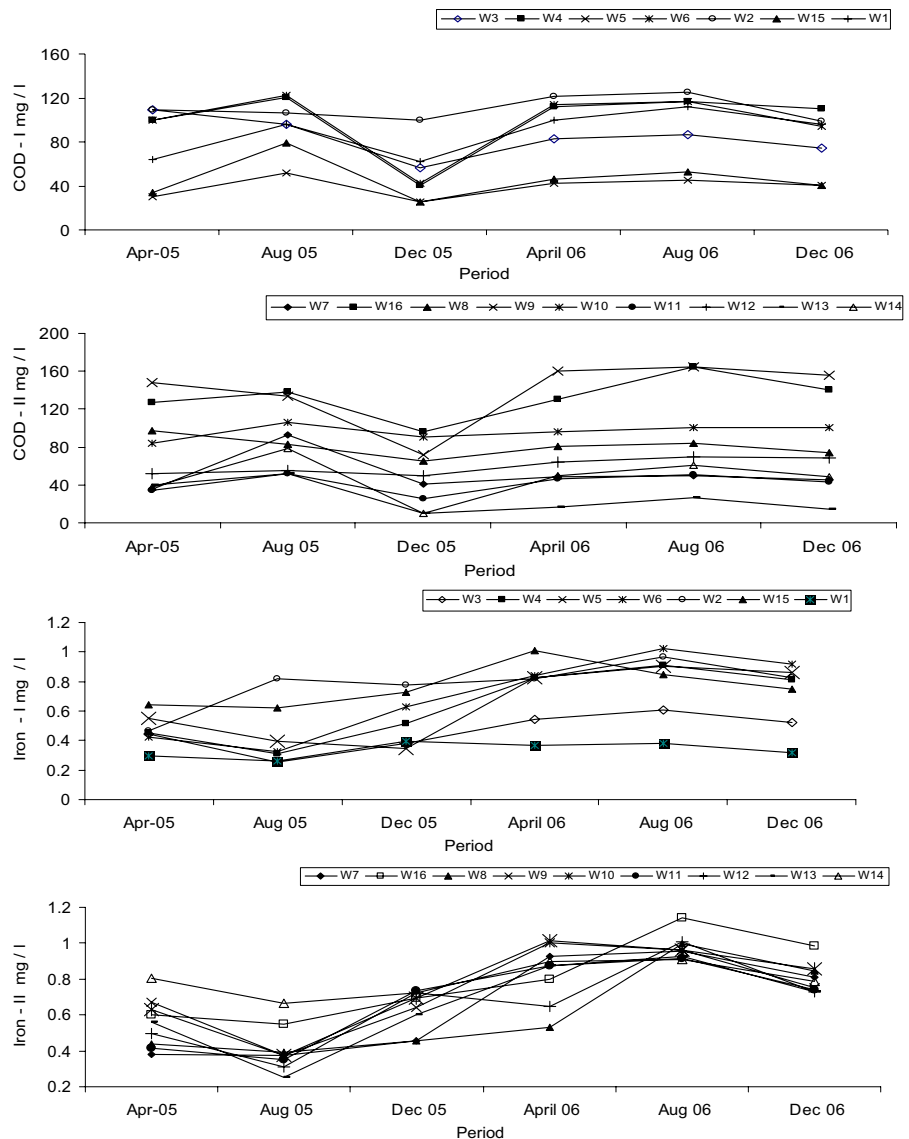 W3 W4 W5 W6 W2 W15 W1
COD - I mg / l
160
120
80
40
0
Apr-05 Aug 05 Dec 05 April 06 Aug 06 Dec 06
Period
W7 W16 W8 W9 W10 W11 W12 W13 W14
COD - II mg / l
200
160
120
80
40
0
Apr-05 Aug 05 Dec 05 April 06 Aug 06 Dec 06
Period
W3 W4 W5 W6 W2 W15 W1
Iron - I mg / l
1.2
1
0.8
0.6
0.4
0.2
0
Apr-05 Aug 05 Dec 05 April 06 Aug 06 Dec 06
Period
W7 W16 W8 W9 W10 W11 W12 W13 W14
Iron - II mg / l
1.2
1
0.8
0.6
0.4
0.2
Apr-05 Aug 05 Dec 05 April 06 Aug 06 Dec 06
Period